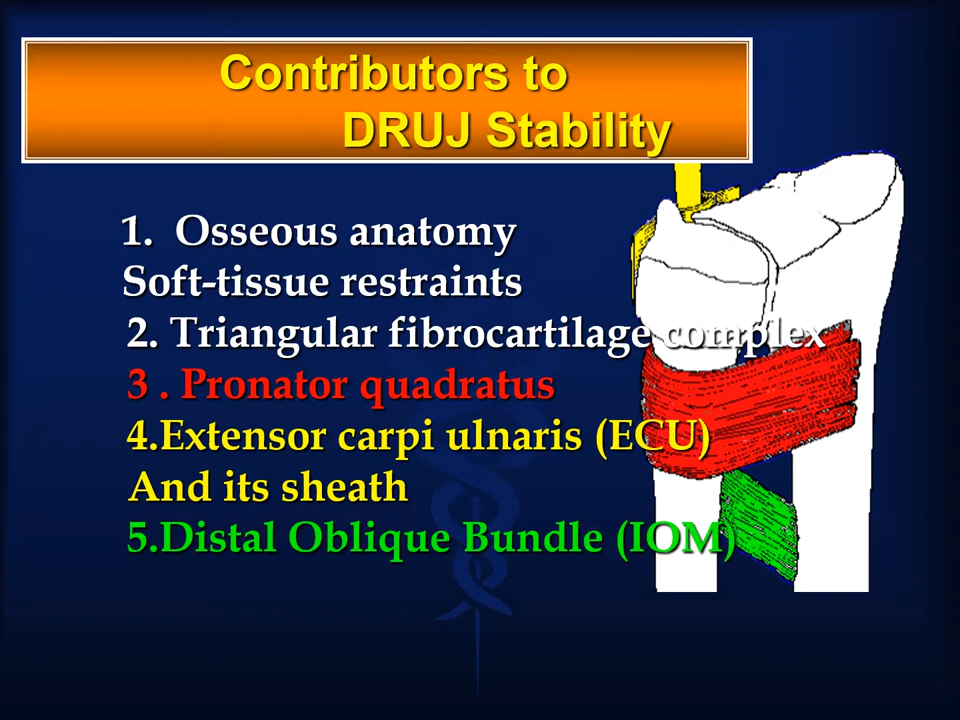 Contributors to
DRUJ Stability
1. Osseous anatomy
Soft-tissue restraints
2. Triangular fibrocartilage complex
3 . Pronator quadratus
4.Extensor carpi ulnaris (ECU)
And its sheath
5.Distal Oblique Bundle (IOM)